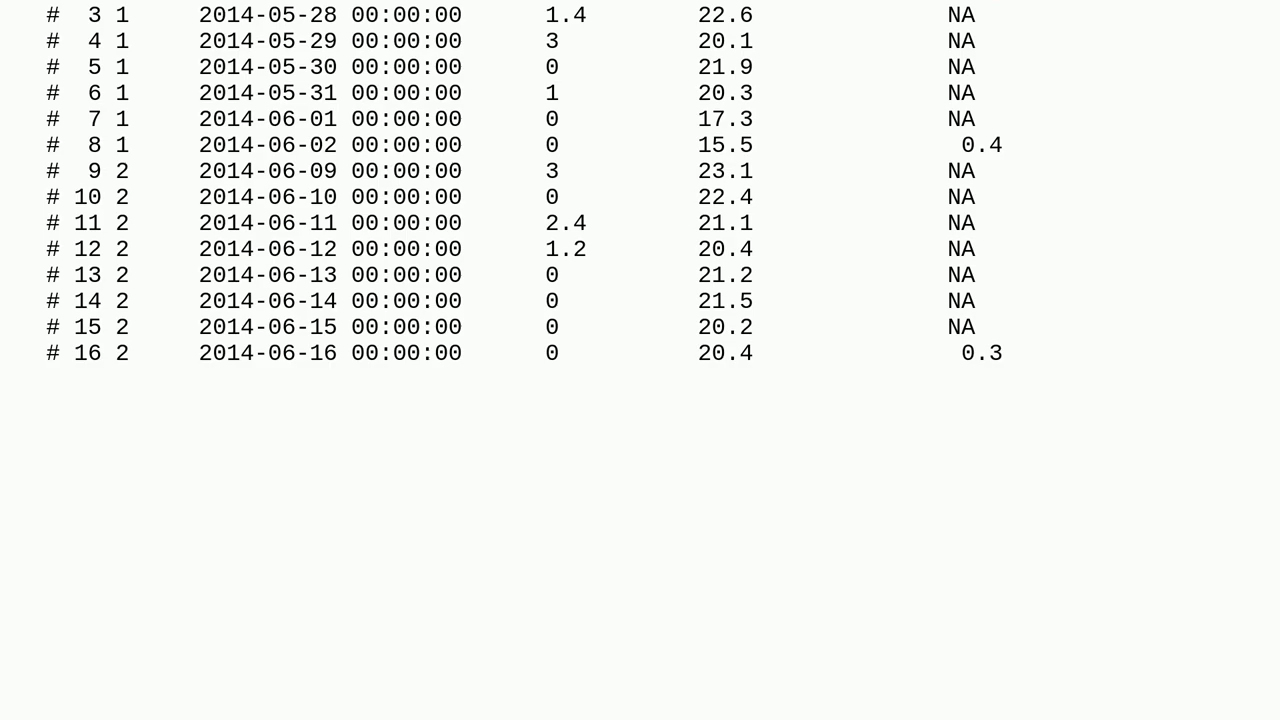 #  3 1     2014-05-28 00:00:00      1.4        22.6              NA
#  4 1     2014-05-29 00:00:00      3          20.1              NA
#  5 1     2014-05-30 00:00:00      0          21.9              NA
#  6 1     2014-05-31 00:00:00      1          20.3              NA
#  7 1     2014-06-01 00:00:00      0          17.3              NA
#  8 1     2014-06-02 00:00:00      0          15.5               0.4
#  9 2     2014-06-09 00:00:00      3          23.1              NA
# 10 2     2014-06-10 00:00:00      0          22.4              NA
# 11 2     2014-06-11 00:00:00      2.4        21.1              NA
# 12 2     2014-06-12 00:00:00      1.2        20.4              NA
# 13 2     2014-06-13 00:00:00      0          21.2              NA
# 14 2     2014-06-14 00:00:00      0          21.5              NA
# 15 2     2014-06-15 00:00:00      0          20.2              NA
# 16 2     2014-06-16 00:00:00      0          20.4               0.3